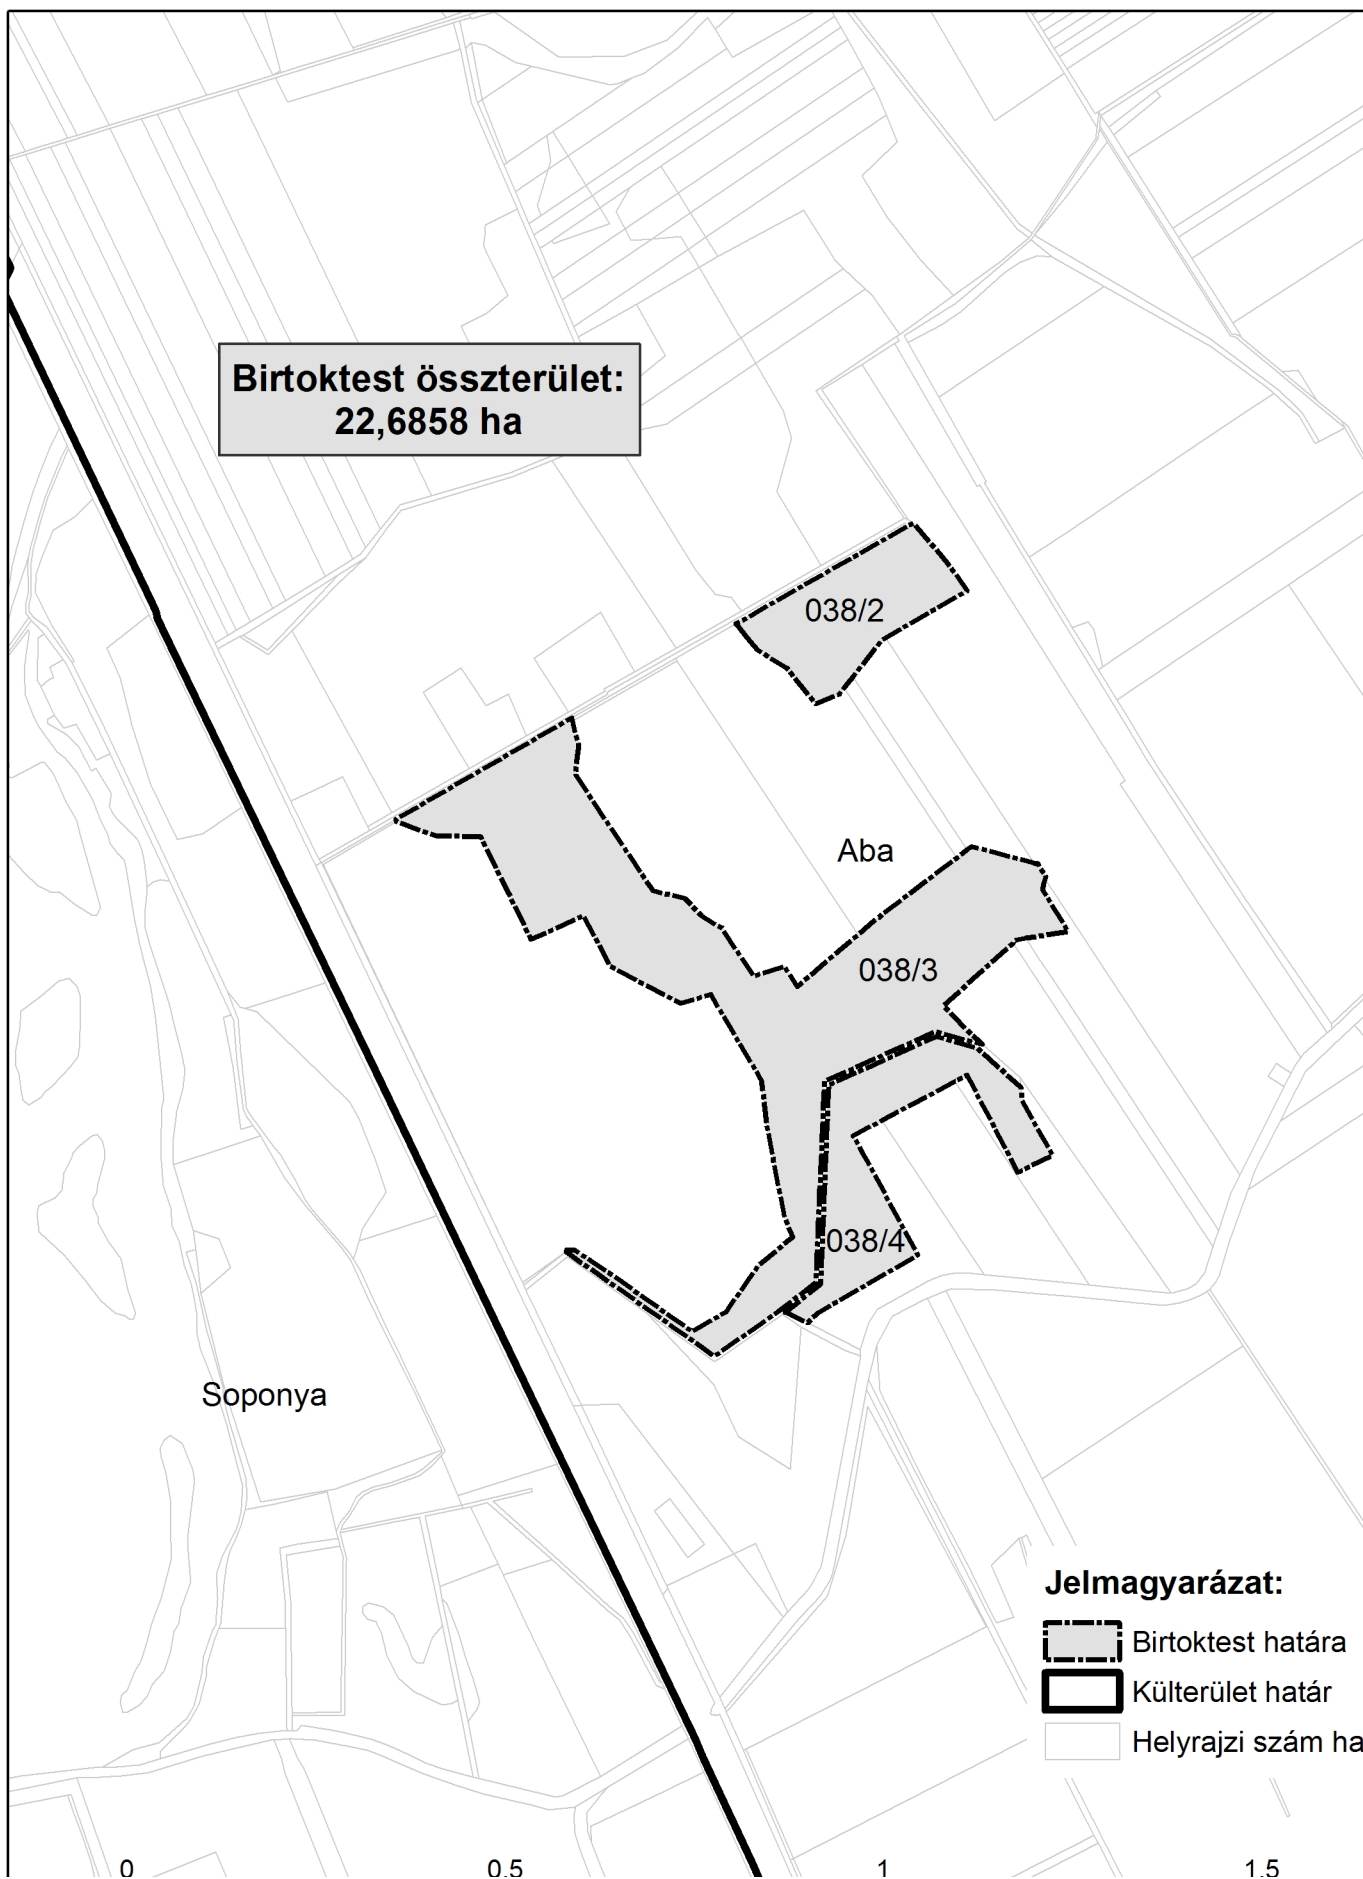 Birtoktest összterület:
22,6858 ha
038/2
Aba
038/3
038/4
Soponya
Jelmagyarázat:
Birtoktest határa
Külterület határ
Helyrajzi szám ha
0 0,5 1 1,5